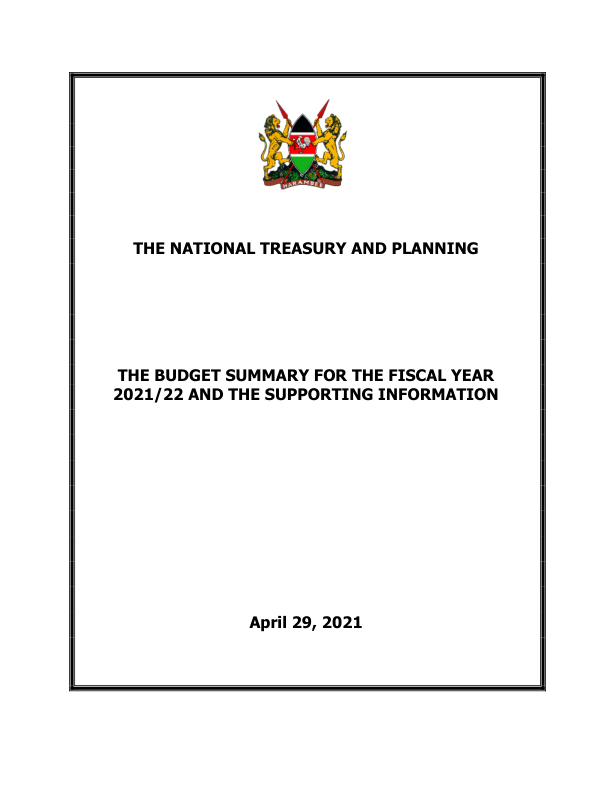 HARAMBEE
THE NATIONAL TREASURY AND PLANNING
THE BUDGET SUMMARY FOR THE FISCAL YEAR
2021/22 AND THE SUPPORTING INFORMATION
April 29, 2021